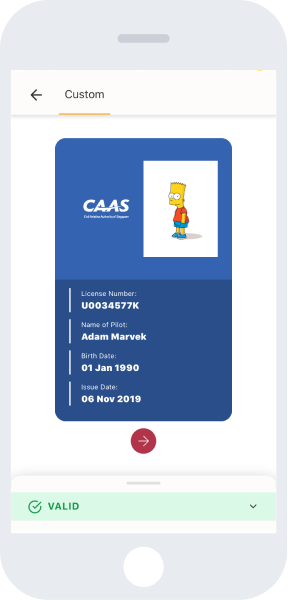 Custom
CAAS
Civil Aviation Authority of Singapore
License Number:
U0034577K
Name of Pilot:
Adam Marvek
Birth Date:
01 Jan 1990
Issue Date:
06 Nov 2019
VALID